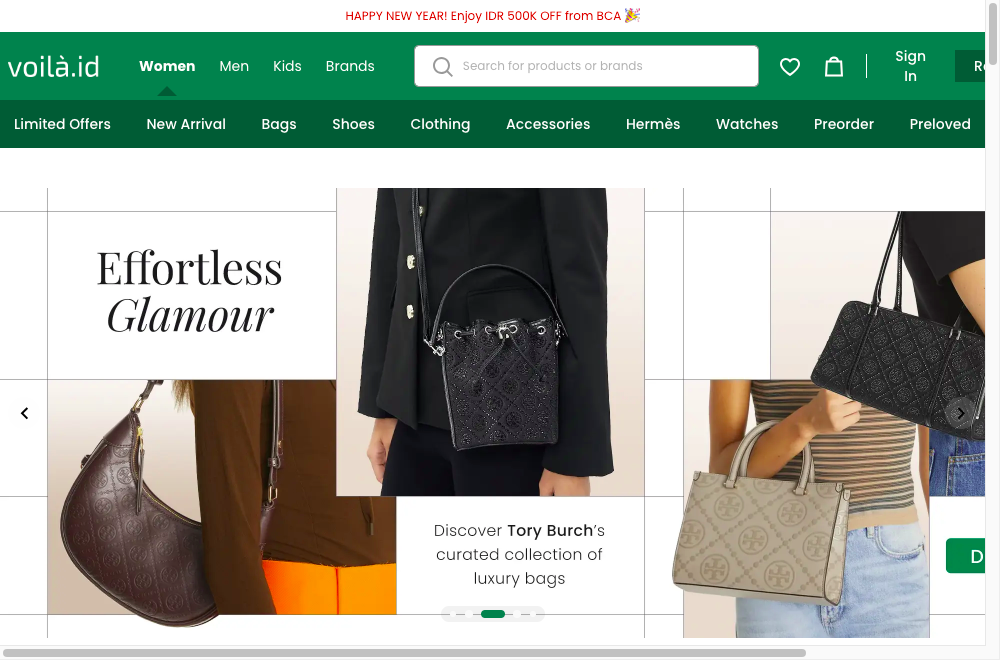 HAPPY NEW YEAR! Enjoy IDR 500K OFF from BCA 🎉
voilà.id
Women
Men
Kids
Brands
Search for products or brands
Sign
In
Limited Offers
New Arrival
Bags
Shoes
Clothing
Accessories
Hermès
Watches
Preorder
Preloved
Effortless
Glamour
Discover Tory Burch's
curated collection of
luxury bags